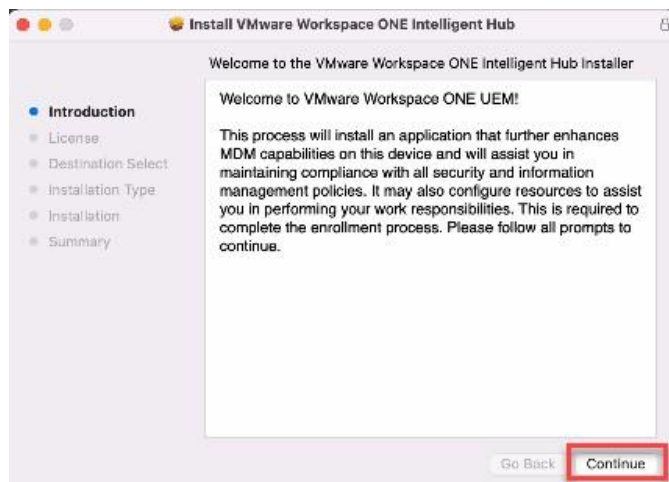 Install VMware Workspace ONE Intelligent Hub
Welcome to the VMware Workspace ONE Intelligent Hub Installer
Introduction
License
Destination Select
Installation Type
Installation
Summary
Welcome to VMware Workspace ONE UEM!
This process will install an application that further enhances
MDM capabilities on this device and will assist you in
maintaining compliance with all security and information
management policies. It may also configure resources to assist
you in performing your work responsibilities. This is required to
complete the enrollment process. Please follow all prompts to
continue.
Go Back
Continue